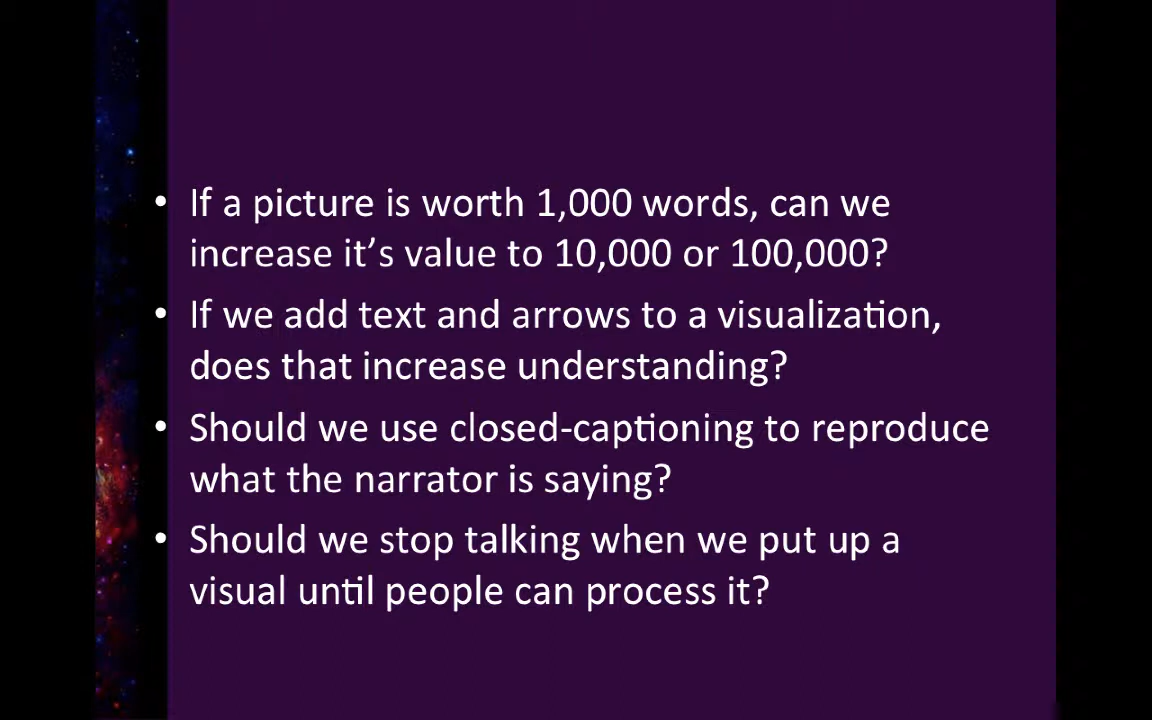 • If a picture is worth 1,000 words, can we
increase it’s value to 10,000 or 100,000?
• If we add text and arrows to a visualization,
does that increase understanding?
• Should we use closed-captioning to reproduce
what the narrator is saying?
• Should we stop talking when we put up a
visual until people can process it?